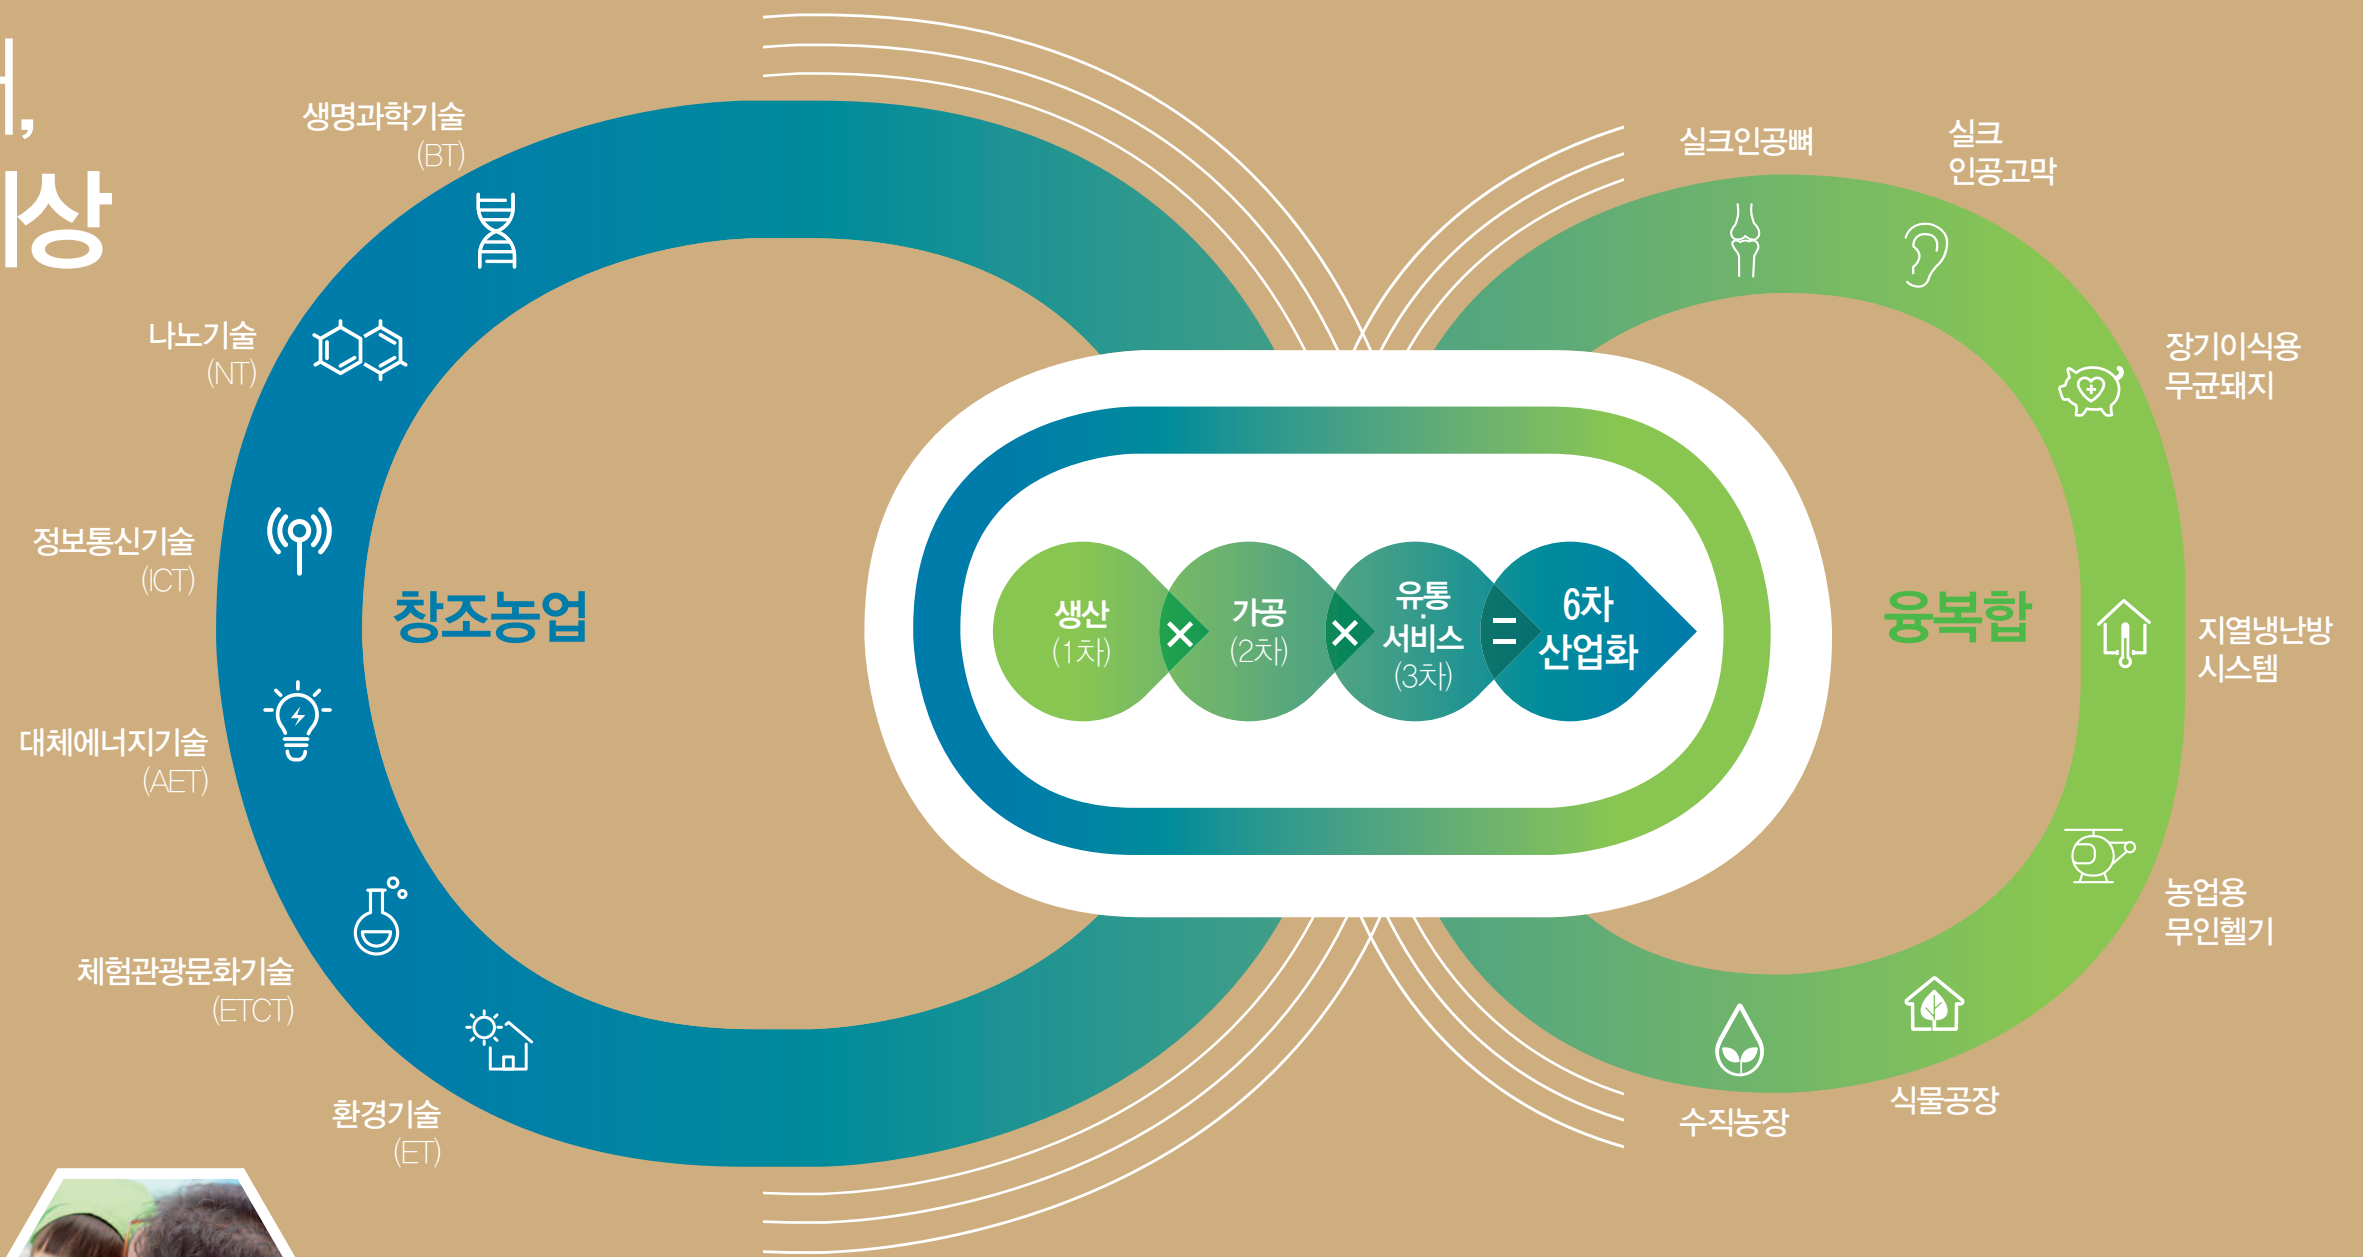 생명과학기술
(BT)
나노기술
(NT)
정보통신기술
(ICT)
대체에너지기술
(AET)
체험관광문화기술
(ETCT)
환경기술
(ET)
창조농업
생산
(1차)
×
가공
(2차)
×
유통
·
서비스
(3차)
=
6차
산업화
융복합
실크인공뼈
실크
인공고막
장기이식용
무균돼지
지열냉난방
시스템
농업용
무인헬기
식물공장
수직농장